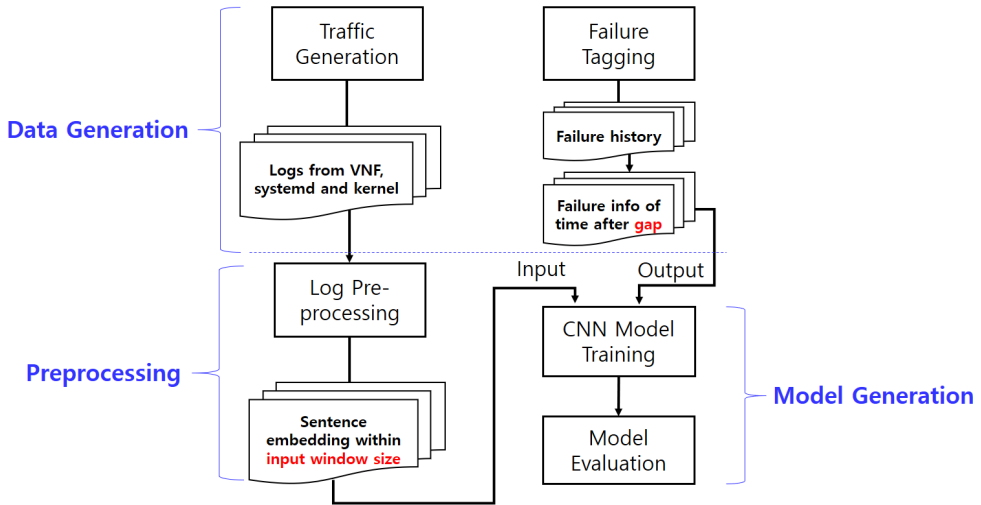 Traffic
Generation
Failure
Tagging
Data Generation
Logs from VNF,
systemd and kernel
Failure history
Failure info of
time after gap
Input
Output
Log Pre-
processing
CNN Model
Training
Preprocessing
Sentence
embedding within
input window size
Model
Evaluation
Model Generation